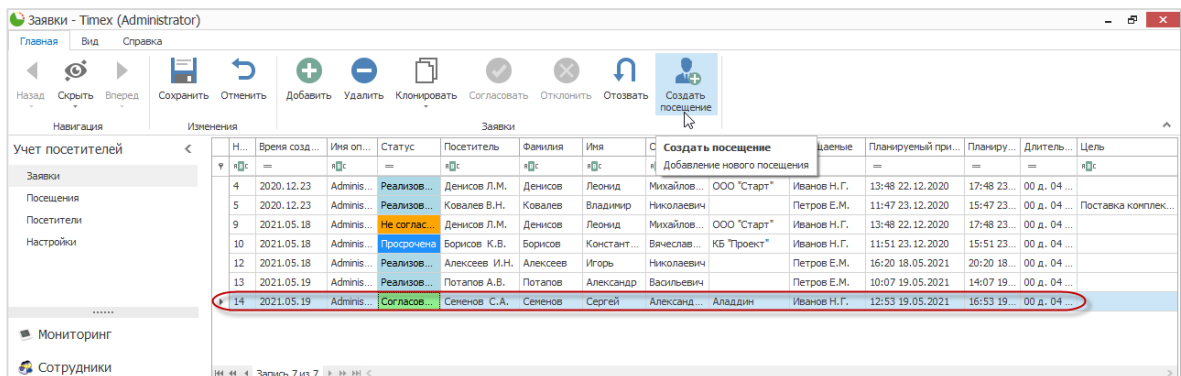 Заявки - Timex (Administrator)
Главная Вид Справка
Назад Скрыть Вперед Сохранить Отменить Добавить Удалить Клонировать Согласовать Отклонить Отозвать Создать посещение
Навигация Изменения Заявки
Учет посетителей
Заявки
Посещения
Посетители
Настройки
Мониторинг
Сотрудники
Н... Время созд... Имя оп... Статус Посетитель Фамилия Имя Планируемый при... Планиру... Длитель... Цель
Создать посещение
Добавление нового посещения
4 2020.12.23 Adminis... Реализов... Денисов Л.М. Денисов Леонид Михайлов... ООО "Старт" Иванов Н.Г. 13:48 22.12.2020 17:48 23... 00 д. 04 ...
5 2020.12.23 Adminis... Реализов... Ковалев В.Н. Ковалев Владимир Николаевич Петров Е.М. 11:47 23.12.2020 15:47 23... 00 д. 04 ... Поставка комплек...
9 2021.05.18 Adminis... Не соглас... Денисов Л.М. Денисов Леонид Михайлов... ООО "Старт" Иванов Н.Г. 13:48 22.12.2020 17:48 23... 00 д. 04 ...
10 2021.05.18 Adminis... Просрочена Борисов К.В. Борисов Констант... Вячеслав... КБ "Проект" Иванов Н.Г. 11:51 23.12.2020 15:51 23... 00 д. 04 ...
12 2021.05.18 Adminis... Реализов... Алексеев И.Н. Алексеев Игорь Николаевич Петров Е.М. 16:20 18.05.2021 20:20 18... 00 д. 04 ...
13 2021.05.19 Adminis... Реализов... Потапов А.В. Потапов Александр Васильевич Петров Е.М. 10:07 19.05.2021 14:07 19... 00 д. 04 ...
14 2021.05.19 Adminis... Согласов... Семенов С.А. Семенов Сергей Александ... Аладдин Иванов Н.Г. 12:53 19.05.2021 16:53 19... 00 д. 04 ...
Запись 7 из 7